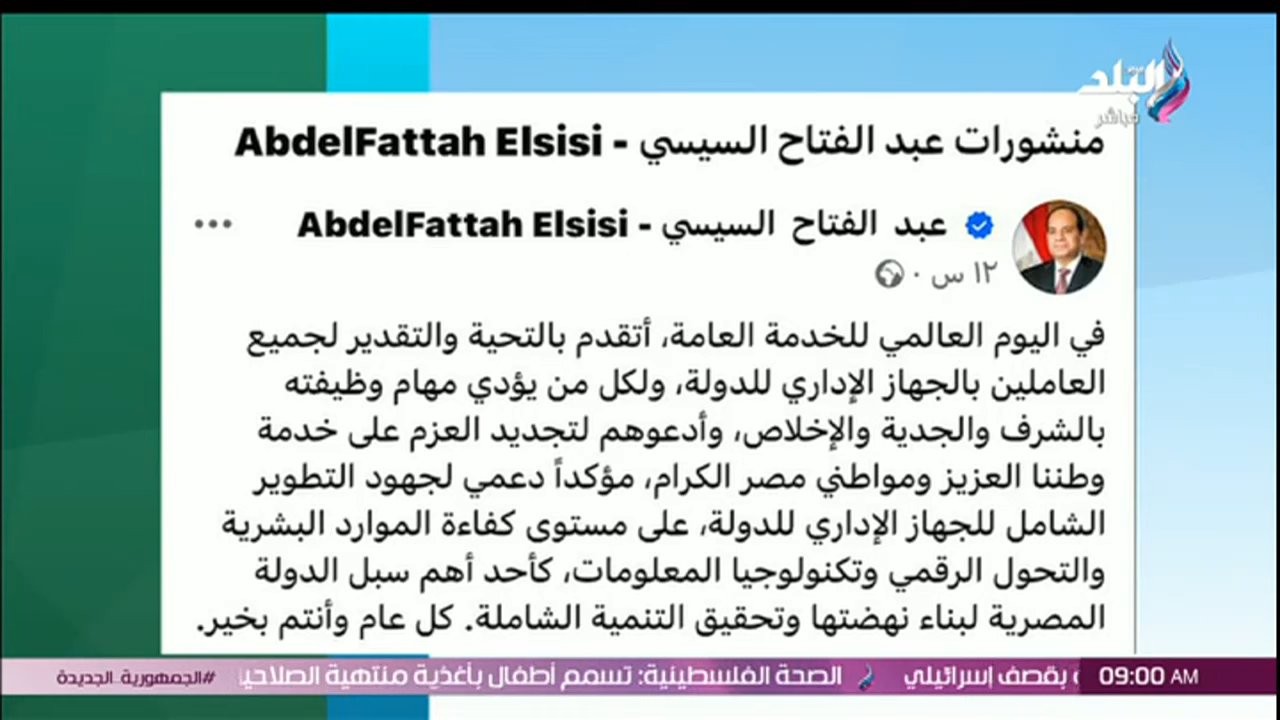 صدى
البلد
مباشر
منشورات عبد الفتاح السيسي - AbdelFattah Elsisi
عبد الفتاح السيسي - AbdelFattah Elsisi
١٢ س ·
في اليوم العالمي للخدمة العامة، أتقدم بالتحية والتقدير لجميع
العاملين بالجهاز الإداري للدولة، ولكل من يؤدي مهام وظيفته
بالشرف والجدية والإخلاص، وأدعوهم لتجديد العزم على خدمة
وطننا العزيز ومواطني مصر الكرام، مؤكداً دعمي لجهود التطوير
الشامل للجهاز الإداري للدولة، على مستوى كفاءة الموارد البشرية
والتحول الرقمي وتكنولوجيا المعلومات، كأحد أهم سبل الدولة
المصرية لبناء نهضتها وتحقيق التنمية الشاملة. كل عام وأنتم بخير.
09:00 AM
بقصف إسرائيلي
الصحة الفلسطينية: تسمم أطفال بأغذية منتهية
#الجمهورية_الجديدة